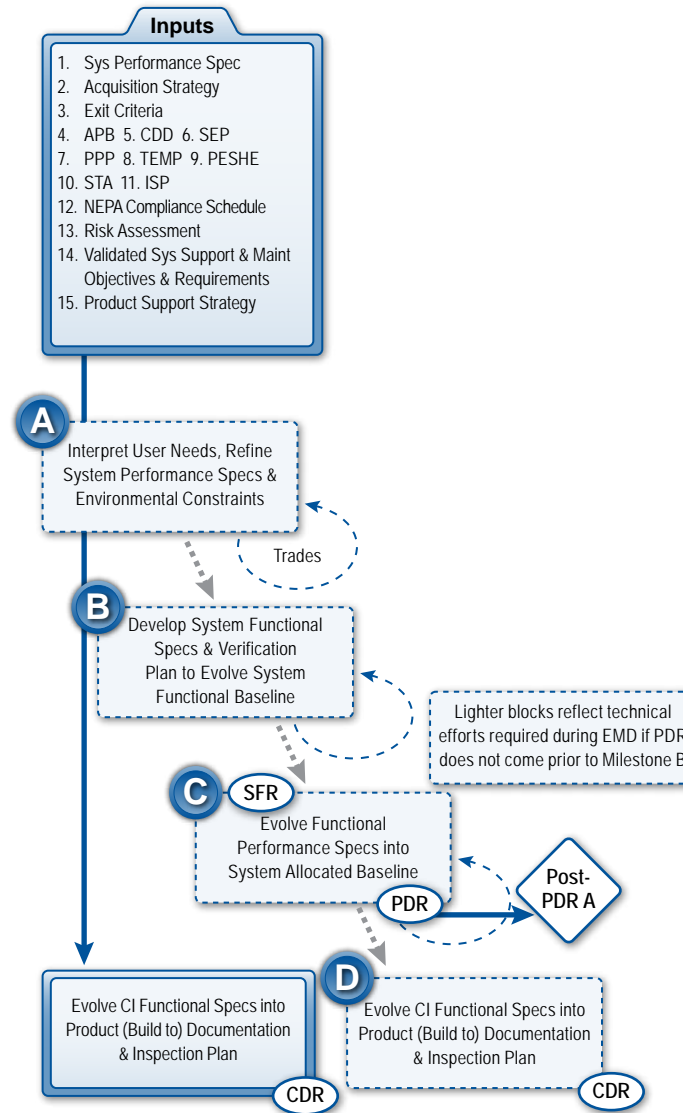 Inputs
1. Sys Performance Spec
2. Acquisition Strategy
3. Exit Criteria
4. APB 5. CDD 6. SEP
7. PPP 8. TEMP 9. PESHE
10. STA 11. ISP
12. NEPA Compliance Schedule
13. Risk Assessment
14. Validated Sys Support & Maint
Objectives & Requirements
15. Product Support Strategy
A
Interpret User Needs, Refine
System Performance Specs &
Environmental Constraints
Trades
B
Develop System Functional
Specs & Verification
Plan to Evolve System
Functional Baseline
Lighter blocks reflect technical
efforts required during EMD if PDR
does not come prior to Milestone B
C
SFR
Evolve Functional
Performance Specs into
System Allocated Baseline
PDR
Post-
PDR A
D
Evolve CI Functional Specs into
Product (Build to) Documentation
& Inspection Plan
CDR
Evolve CI Functional Specs into
Product (Build to) Documentation
& Inspection Plan
CDR